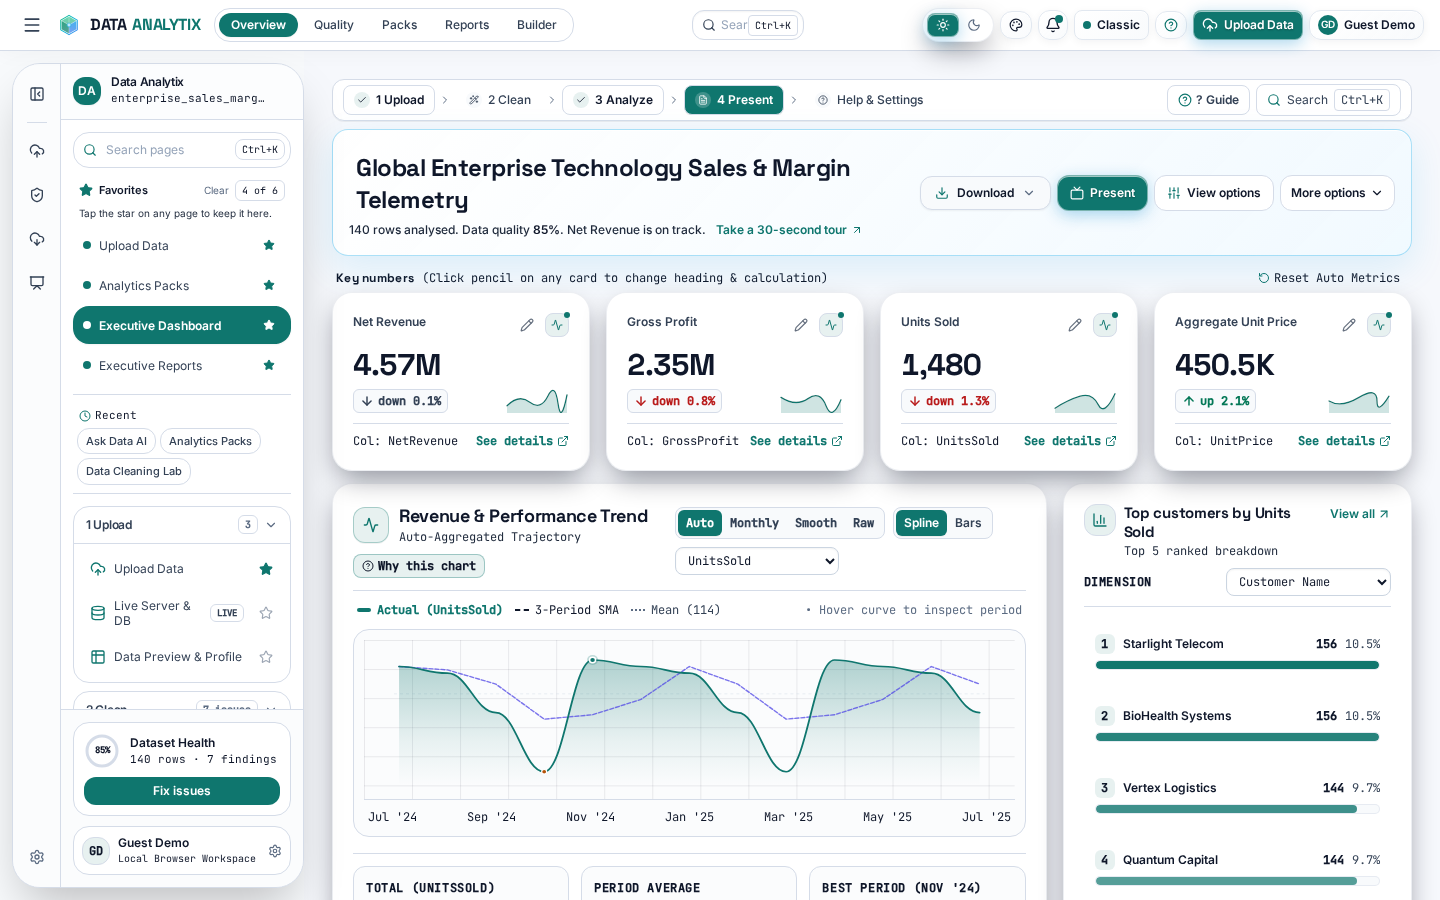 DATA ANALYTIX
Overview
Quality
Packs
Reports
Builder
Sear
Ctrl+K
Classic
Upload Data
GD
Guest Demo
DA
Data Analytix
enterprise_sales_marg…
Search pages
Ctrl+K
Favorites
Clear
4 of 6
Tap the star on any page to keep it here.
Upload Data
Analytics Packs
Executive Dashboard
Executive Reports
Recent
Ask Data AI
Analytics Packs
Data Cleaning Lab
1 Upload
3
Upload Data
Live Server &
DB
LIVE
Data Preview & Profile
2 Clean
7 issues
85%
Dataset Health
140 rows · 7 findings
Fix issues
GD
Guest Demo
Local Browser Workspace
1 Upload
2 Clean
3 Analyze
4 Present
Help & Settings
? Guide
Search
Ctrl+K
Global Enterprise Technology Sales & Margin
Telemetry
140 rows analysed. Data quality 85%. Net Revenue is on track.
Take a 30-second tour
Download
Present
View options
More options
Key numbers (Click pencil on any card to change heading & calculation)
Reset Auto Metrics
Net Revenue
4.57M
down 0.1%
Col: NetRevenue
See details
Gross Profit
2.35M
down 0.8%
Col: GrossProfit
See details
Units Sold
1,480
down 1.3%
Col: UnitsSold
See details
Aggregate Unit Price
450.5K
up 2.1%
Col: UnitPrice
See details
Revenue & Performance Trend
Auto-Aggregated Trajectory
Why this chart
Auto
Monthly
Smooth
Raw
Spline
Bars
UnitsSold
Actual (UnitsSold)
3-Period SMA
Mean (114)
• Hover curve to inspect period
Jul '24
Sep '24
Nov '24
Jan '25
Mar '25
May '25
Jul '25
TOTAL (UNITSSOLD)
PERIOD AVERAGE
BEST PERIOD (NOV '24)
Top customers by Units
Sold
View all
Top 5 ranked breakdown
DIMENSION
Customer Name
1 Starlight Telecom 156 10.5%
2 BioHealth Systems 156 10.5%
3 Vertex Logistics 144 9.7%
4 Quantum Capital 144 9.7%